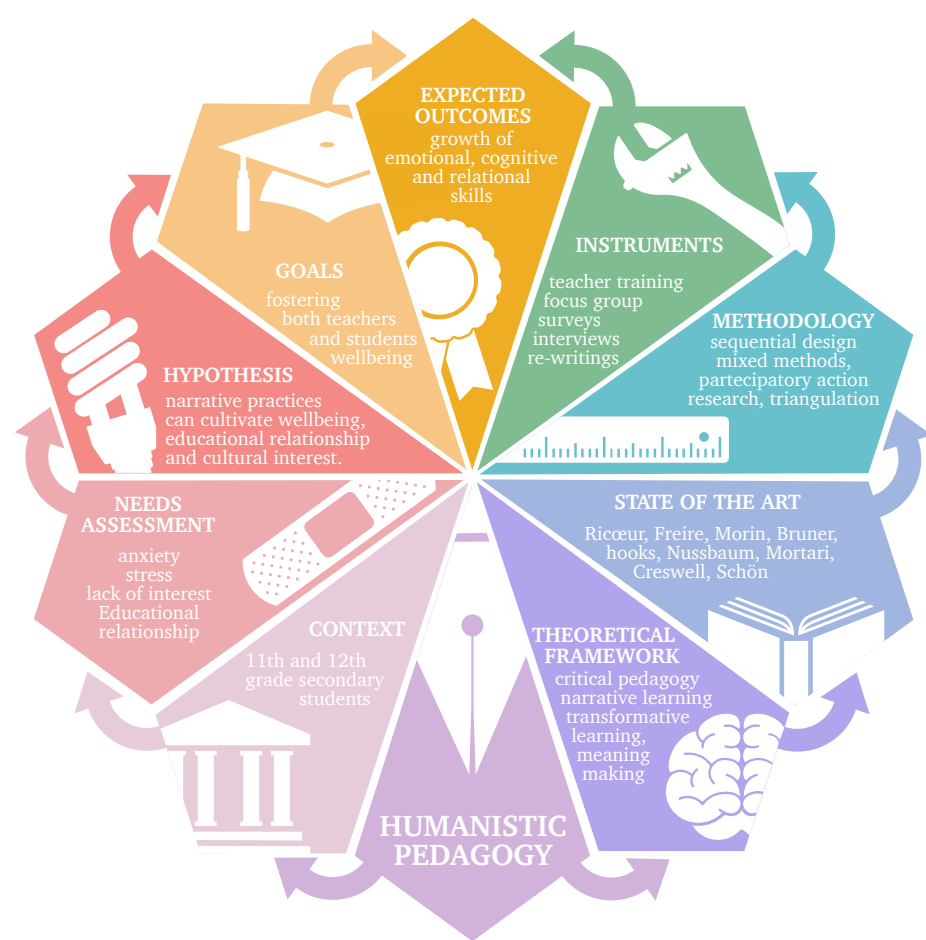 EXPECTED
OUTCOMES
growth of
emotional, cognitive
and relational
skills
INSTRUMENTS
teacher training
focus group
surveys
interviews
re-writings
METHODOLOGY
sequential design
mixed methods,
partecipatory action
research, triangulation
STATE OF THE ART
Ricœur, Freire, Morin, Bruner,
hooks, Nussbaum, Mortari,
Creswell, Schön
THEORETICAL
FRAMEWORK
critical pedagogy
narrative learning
transformative
learning,
meaning
making
HUMANISTIC
PEDAGOGY
CONTEXT
11th and 12th
grade secondary
students
NEEDS
ASSESSMENT
anxiety
stress
lack of interest
Educational
relationship
HYPOTHESIS
narrative practices
can cultivate wellbeing,
educational relationship
and cultural interest.
GOALS
fostering
both teachers
and students
wellbeing